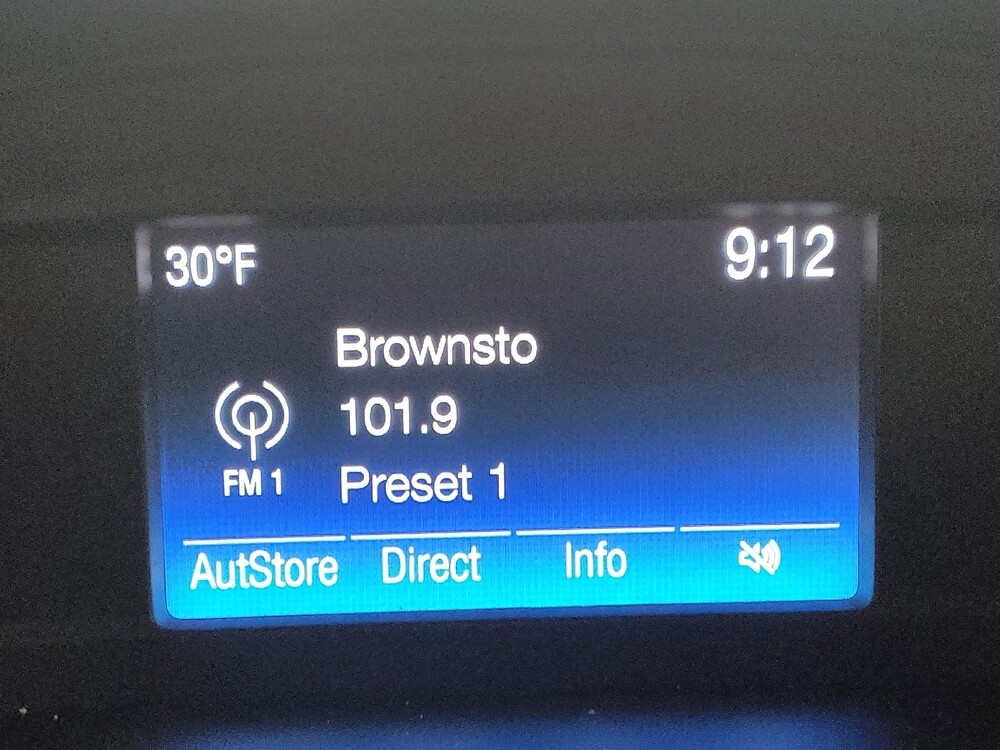 30°F 9:12
Brownsto
101.9
FM 1 Preset 1
AutStore Direct Info